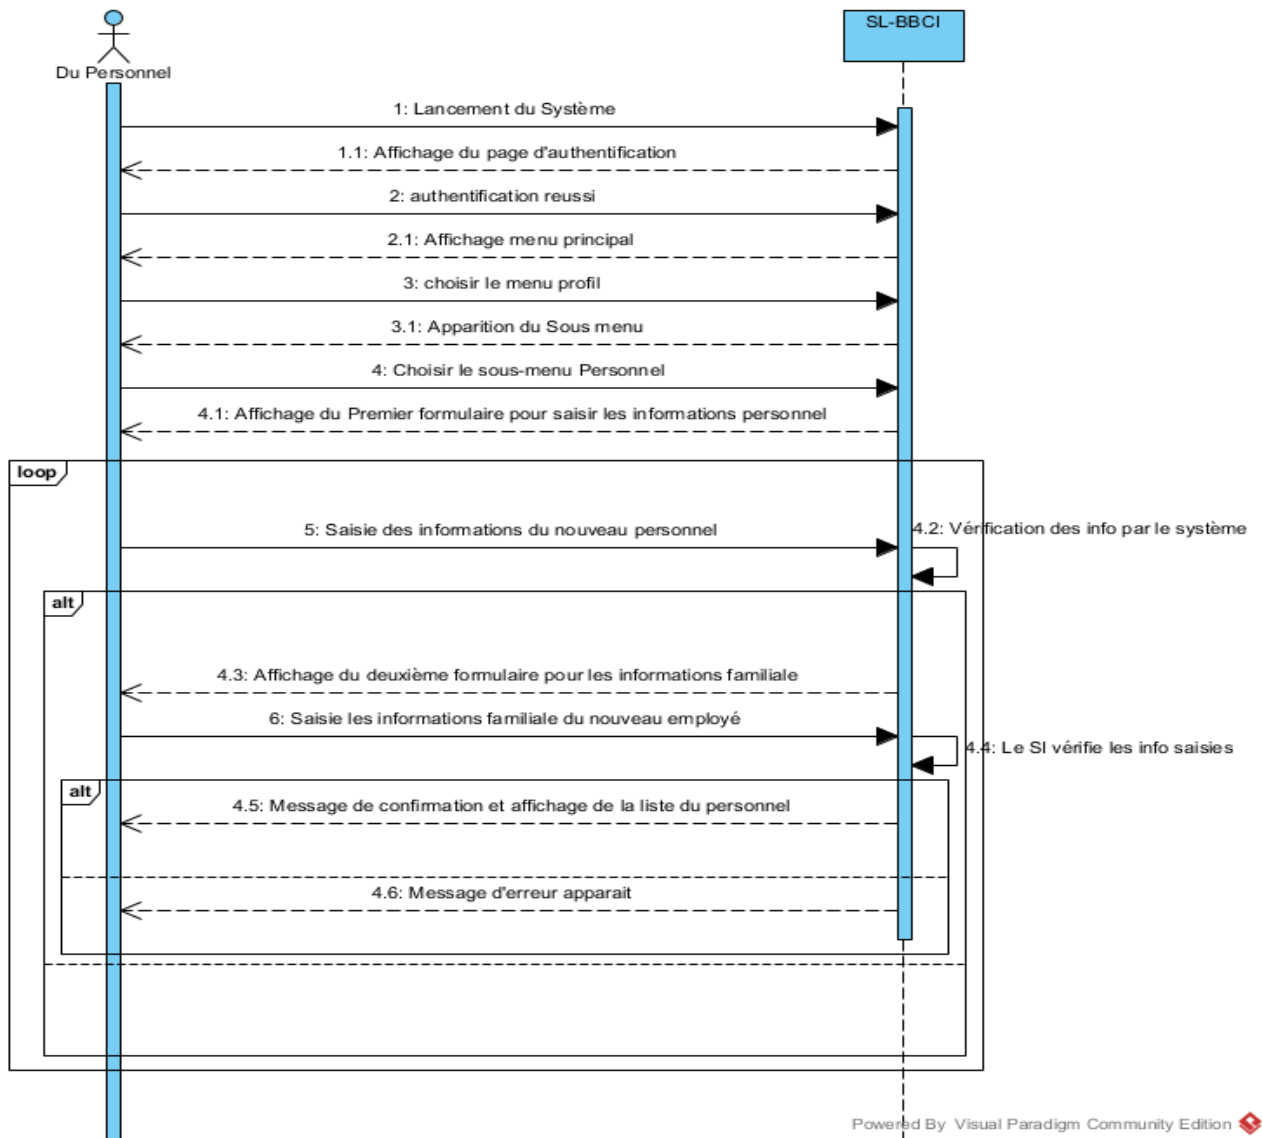 SL-BBCI
Du Personnel
1: Lancement du Système
1.1: Affichage du page d'authentification
2: authentification reussi
2.1: Affichage menu principal
3: choisir le menu profil
3.1: Apparition du Sous menu
4: Choisir le sous-menu Personnel
4.1: Affichage du Premier formulaire pour saisir les informations personnel
loop
5: Saisie des informations du nouveau personnel
4.2: Vérification des info par le système
alt
4.3: Affichage du deuxième formulaire pour les informations familiale
6: Saisie les informations familiale du nouveau employé
4.4: Le SI vérifie les info saisies
alt
4.5: Message de confirmation et affichage de la liste du personnel
4.6: Message d'erreur apparait
Powered By Visual Paradigm Community Edition